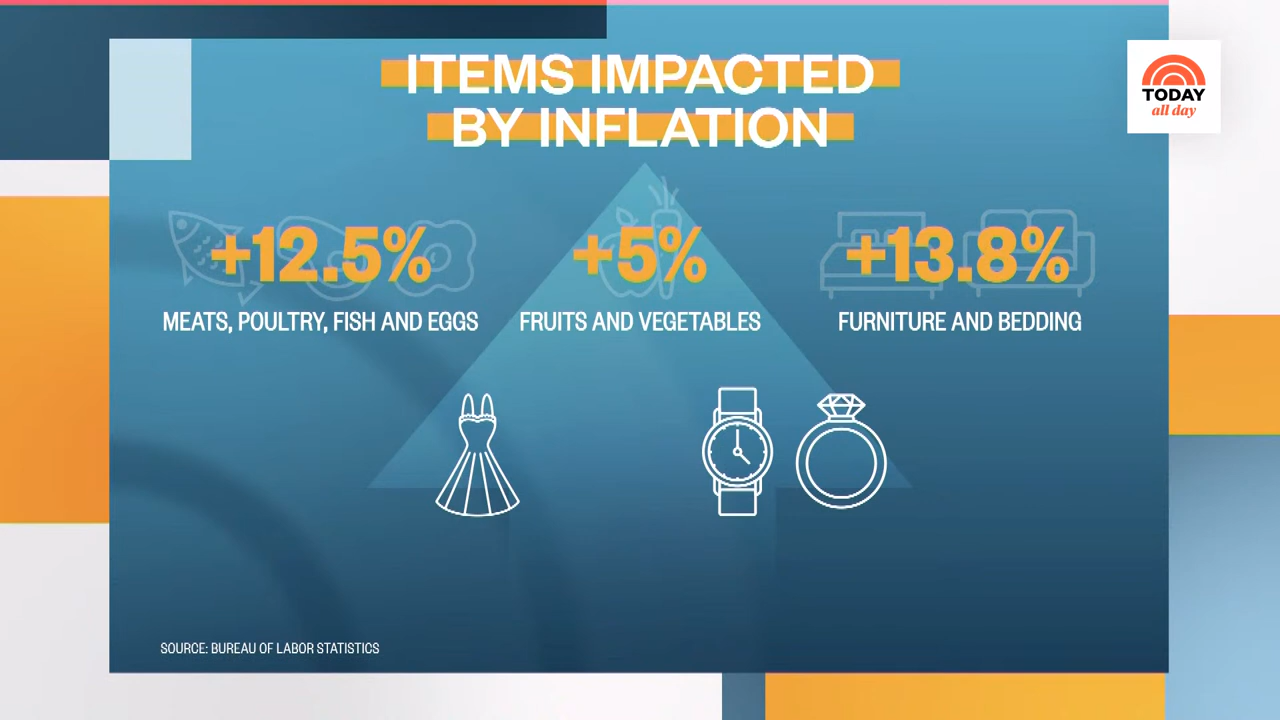 ITEMS IMPACTED
BY INFLATION
TODAY
all day
+12.5%
+5%
+13.8%
MEATS, POULTRY, FISH AND EGGS
FRUITS AND VEGETABLES
FURNITURE AND BEDDING
SOURCE: BUREAU OF LABOR STATISTICS